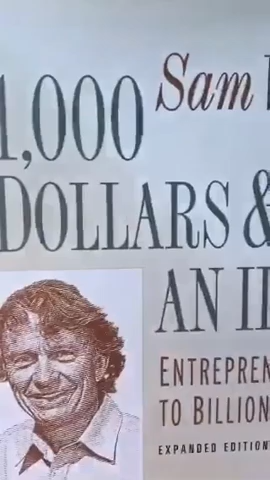 Sam
1,000
DOLLARS &
AN
ENTREPREN
TO BILLION
EXPANDED EDITION